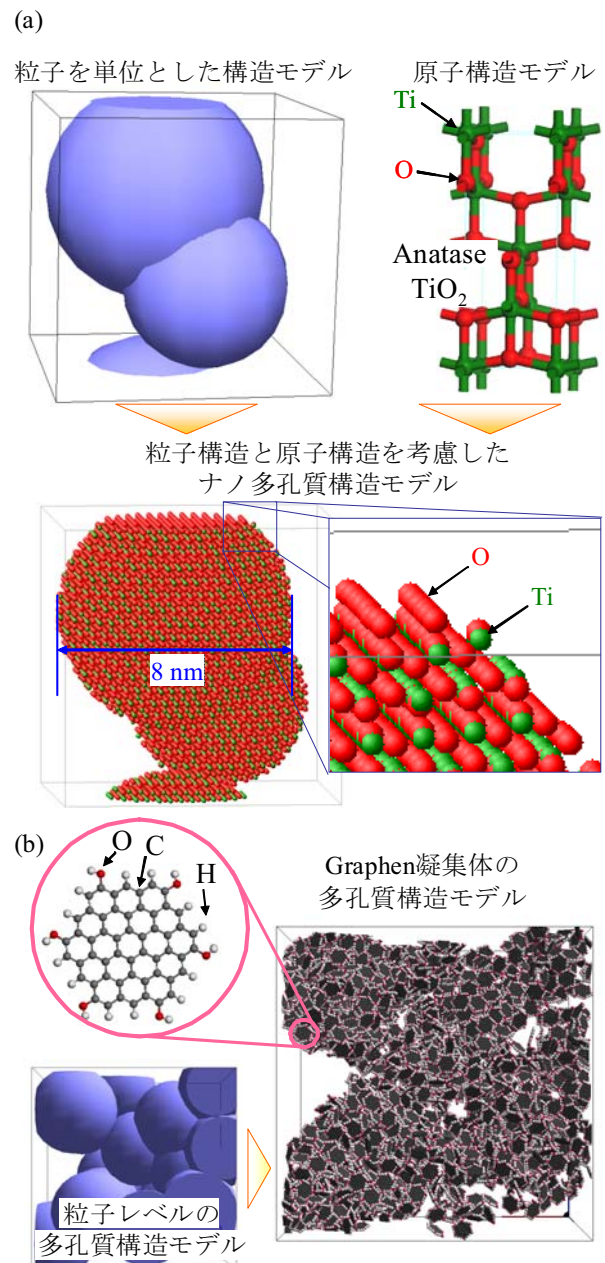 (a)
粒子を単位とした構造モデル
原子構造モデル
Ti
O
Anatase
TiO2
粒子構造と原子構造を考慮した
ナノ多孔質構造モデル
8 nm
O
Ti
(b)
O
C
H
Graphen凝集体の
多孔質構造モデル
粒子レベルの
多孔質構造モデル